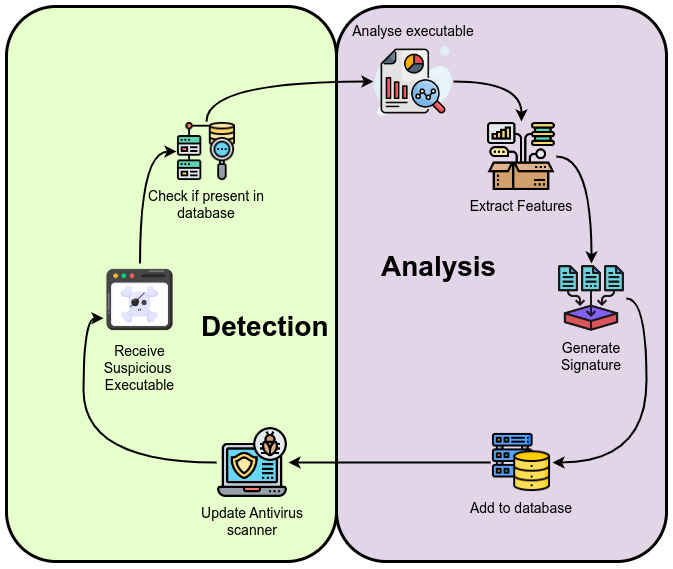 Analyse executable
Check if present in
database
Extract Features
Analysis
Detection
Receive
Suspicious
Executable
Generate
Signature
Update Antivirus
scanner
Add to database